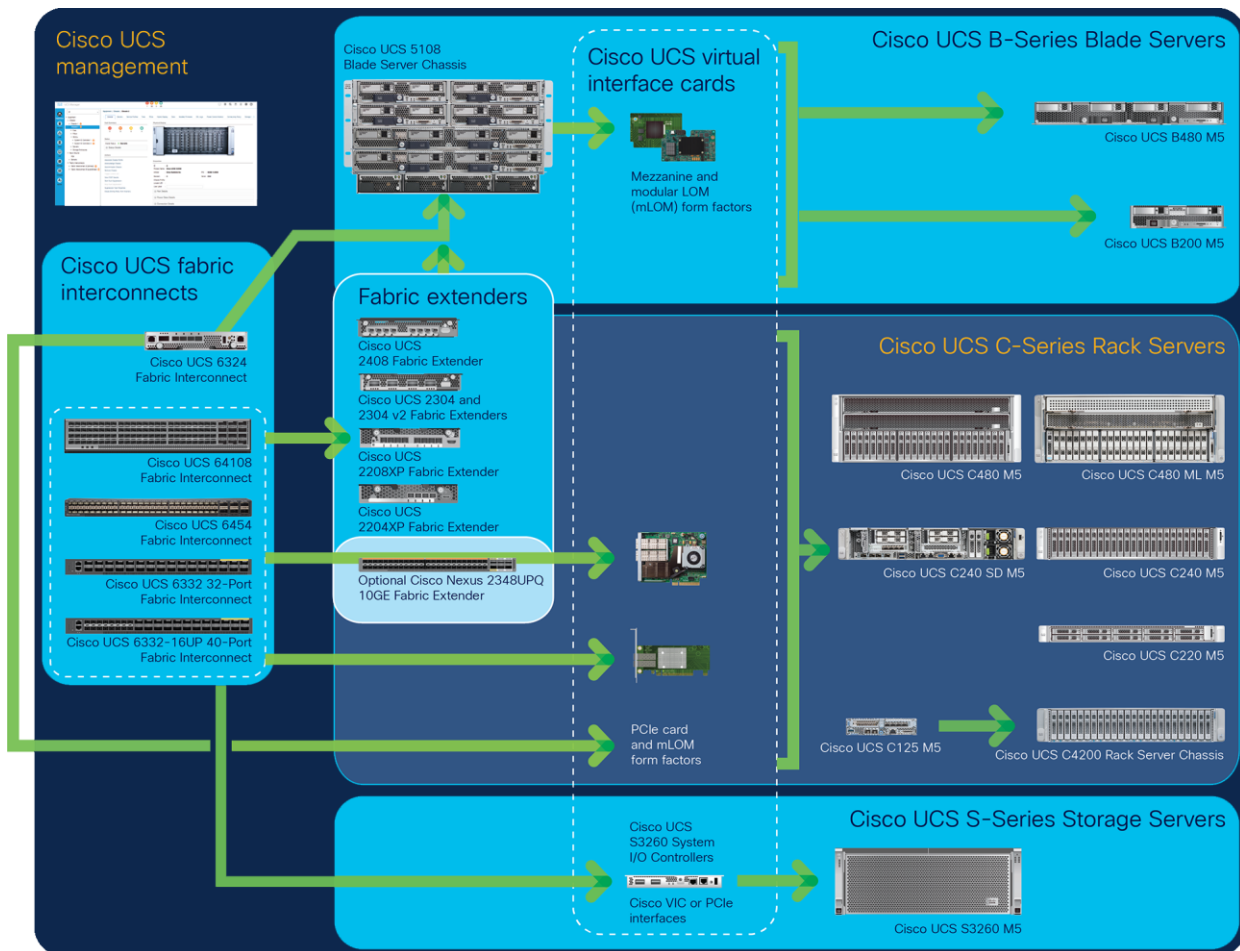 Cisco UCS
management
Cisco UCS 5108
Blade Server Chassis
Cisco UCS virtual
interface cards
Mezzanine and
modular LOM
(mLOM) form factors
Cisco UCS B-Series Blade Servers
Cisco UCS B480 M5
Cisco UCS B200 M5
Cisco UCS fabric
interconnects
Cisco UCS 6324
Fabric Interconnect
Cisco UCS 64108
Fabric Interconnect
Cisco UCS 6454
Fabric Interconnect
Cisco UCS 6332 32-Port
Fabric Interconnect
Cisco UCS 6332-16UP 40-Port
Fabric Interconnect
Fabric extenders
Cisco UCS
2408 Fabric Extender
Cisco UCS 2304 and
2304 v2 Fabric Extenders
Cisco UCS
2208XP Fabric Extender
Cisco UCS
2204XP Fabric Extender
Optional Cisco Nexus 2348UPQ
10GE Fabric Extender
PCIe card
and mLOM
form factors
Cisco UCS C-Series Rack Servers
Cisco UCS C480 M5
Cisco UCS C480 ML M5
Cisco UCS C240 SD M5
Cisco UCS C240 M5
Cisco UCS C220 M5
Cisco UCS C125 M5
Cisco UCS C4200 Rack Server Chassis
Cisco UCS S-Series Storage Servers
Cisco UCS
S3260 System
I/O Controllers
Cisco VIC or PCIe
interfaces
Cisco UCS S3260 M5